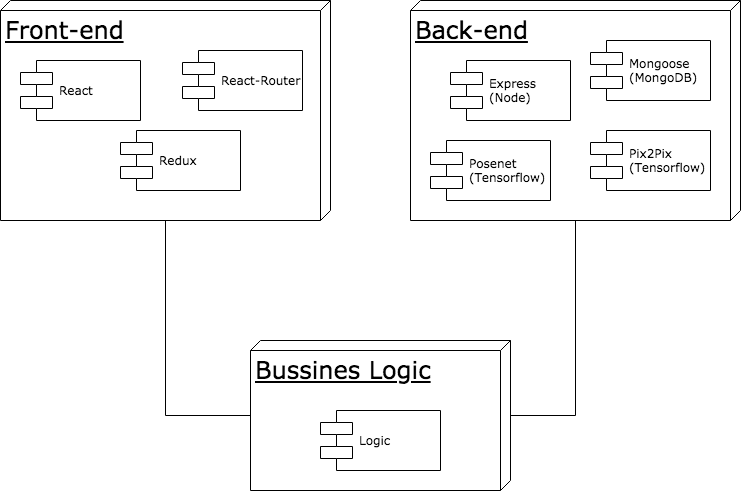 Front-end
React
React-Router
Redux
Back-end
Express
(Node)
Mongoose
(MongoDB)
Posenet
(Tensorflow)
Pix2Pix
(Tensorflow)
Bussines Logic
Logic